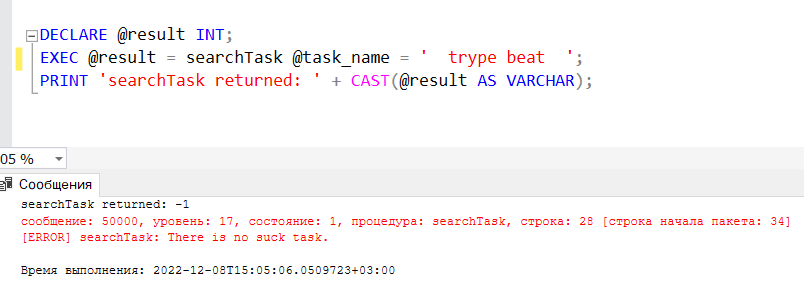 DECLARE @result INT;
EXEC @result = searchTask @task_name = '  trype beat  ';
PRINT 'searchTask returned: ' + CAST(@result AS VARCHAR);
05 %
Сообщения
searchTask returned: -1
сообщение: 50000, уровень: 17, состояние: 1, процедура: searchTask, строка: 28 [строка начала пакета: 34]
[ERROR] searchTask: There is no suck task.
Время выполнения: 2022-12-08T15:05:06.0509723+03:00